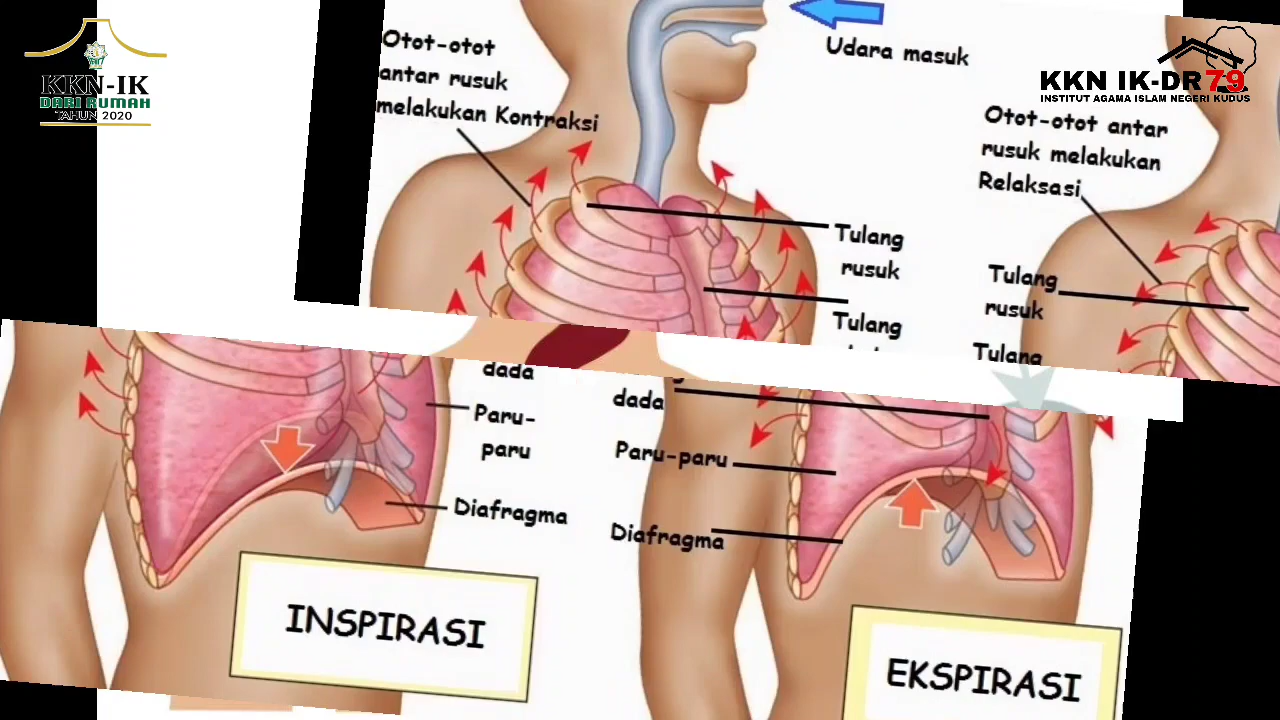 KKN-IK
DARI RUMAH
TAHUN 2020
KKN IK-DR 79
INSTITUT AGAMA ISLAM NEGERI KUDUS
Otot-otot
antar rusuk
melakukan Kontraksi
Udara masuk
Tulang
rusuk
Tulang
Otot-otot antar
rusuk melakukan
Relaksasi
Tulang
rusuk
Tulang
dada
Paru-
paru
Diafragma
INSPIRASI
dada
Paru-paru
Diafragma
EKSPIRASI